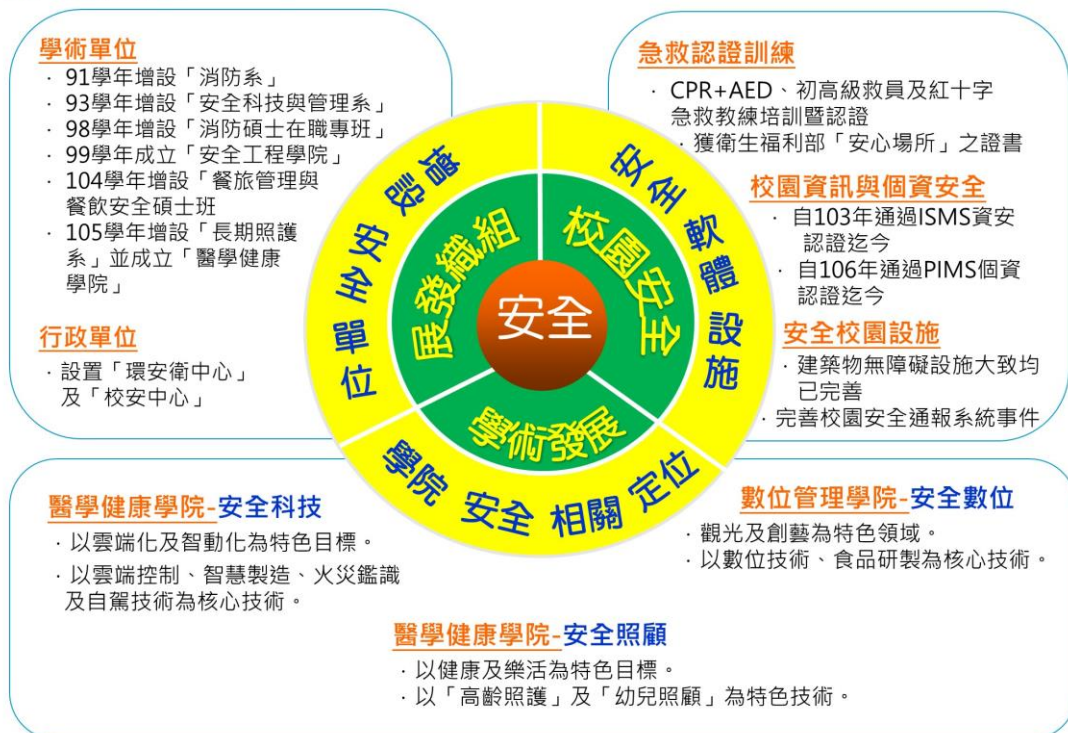 學術單位
· 91學年增設「消防系」
· 93學年增設「安全科技與管理系」
· 98學年增設「消防碩士在職專班」
· 99學年成立「安全工程學院」
· 104學年增設「餐旅管理與
餐飲安全碩士班
· 105學年增設「長期照護
系」並成立「醫學健康
學院」
行政單位
· 設置「環安衛中心」
及「校安中心」
急救認證訓練
· CPR+AED、初高級救員及紅十字
急救教練培訓暨認證
· 獲衛生福利部「安心場所」之證書
校園資訊與個資安全
· 自103年通過ISMS資安
認證迄今
· 自106年通過PIMS個資
認證迄今
安全校園設施
· 建築物無障礙設施大致均
已完善
· 完善校園安全通報系統事件
增設安全單位
安全軟體設施
展發織組
校園安全
安全
學術發展
學院 安全 相關 定位
醫學健康學院-安全科技
· 以雲端化及智動化為特色目標。
· 以雲端控制、智慧製造、火災鑑識
及自駕技術為核心技術。
數位管理學院-安全數位
· 觀光及創藝為特色領域。
· 以數位技術、食品研製為核心技術。
醫學健康學院-安全照顧
· 以健康及樂活為特色目標。
· 以「高齡照護」及「幼兒照顧」為特色技術。